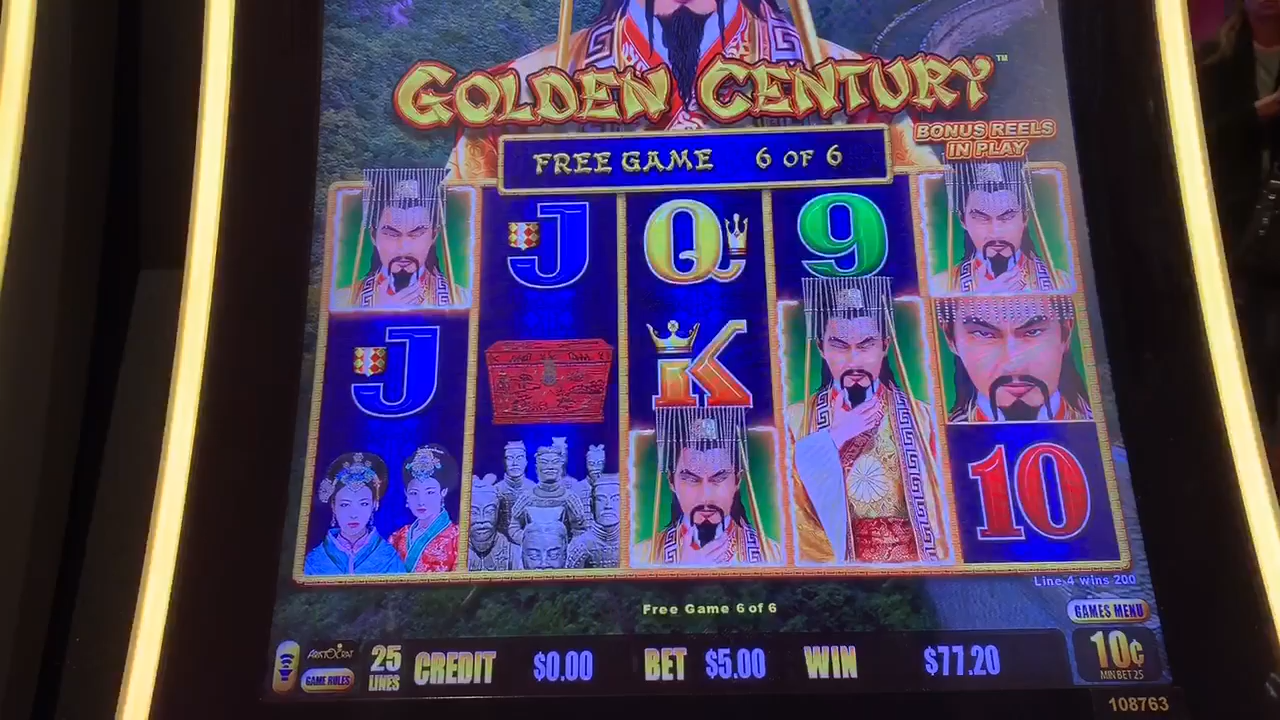 GOLDEN CENTURY™
BONUS REELS
IN PLAY
FREE GAME 6 OF 6
J
Q
9
J
K
10
Line 4 wins 200
Free Game 6 of 6
GAMES MENU
ARISTOCRAT
GAME RULES
25
LINES
CREDIT $0.00 BET $5.00 WIN $77.20
10¢
MIN BET 25
108763